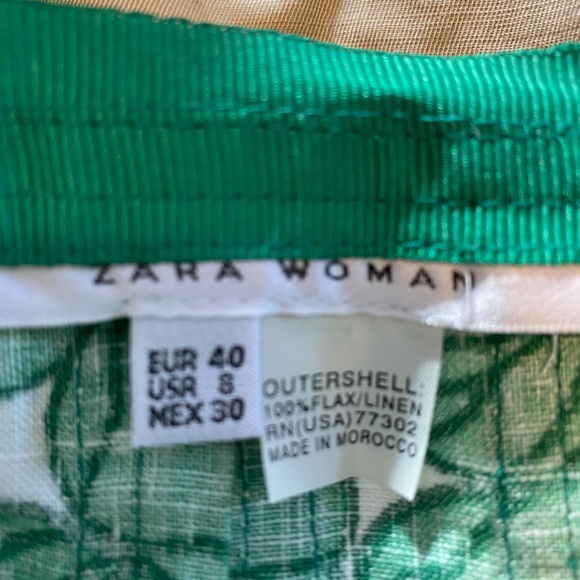 ZARA WOMAN
EUR 40
USA 8
MEX 30
OUTERSHELL:
100%FLAX/LINEN
RN(USA)77302
MADE IN MOROCCO